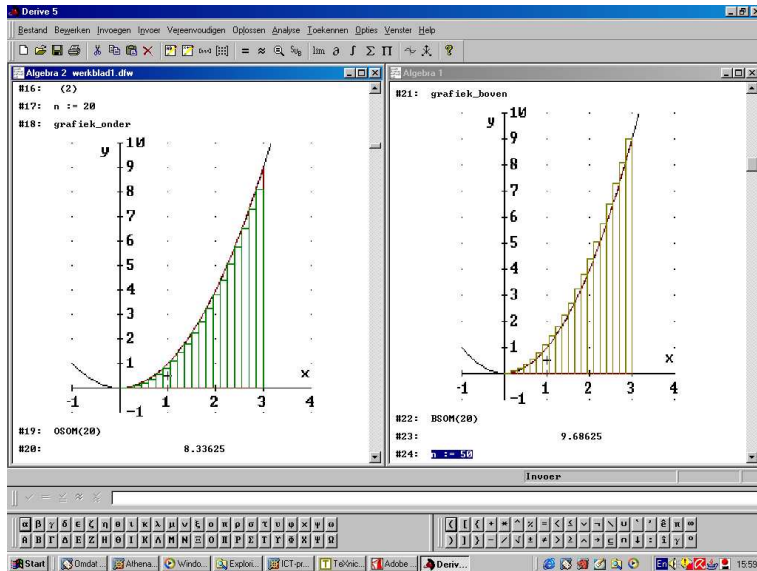 Derive 5
Bestand Bewerken Invoegen Invoer Vereenvoudigen Oplossen Analyse Toekennen Opties Venster Help
= ≈ SUB lim ∂ ∫ Σ Π
Algebra 2 werkblad1.dfw
#16: (2)
#17: n := 20
#18: grafiek_onder
y 10
9
8
7
6
5
4
3
2
1
x
-1 1 2 3 4
-1
#19: OSOM(20)
#20: 8.33625
Algebra 1
#21: grafiek_boven
y 10
9
8
7
6
5
4
3
2
1
x
-1 1 2 3 4
-1
#22: BSOM(20)
#23: 9.68625
#24: n := 50
Invoer
α β γ δ ε ζ η θ ι κ λ μ ν ξ ο π ρ σ τ υ φ χ ψ ω
Α Β Γ Δ Ε Ζ Η Θ Ι Κ Λ Μ Ν Ξ Ο Π Ρ Σ Τ Υ Φ Χ Ψ Ω
Start Omdat ... Athena... Windo... Explori... ICT-pr... TeXnic... Adobe ... Deriv... En 15:59